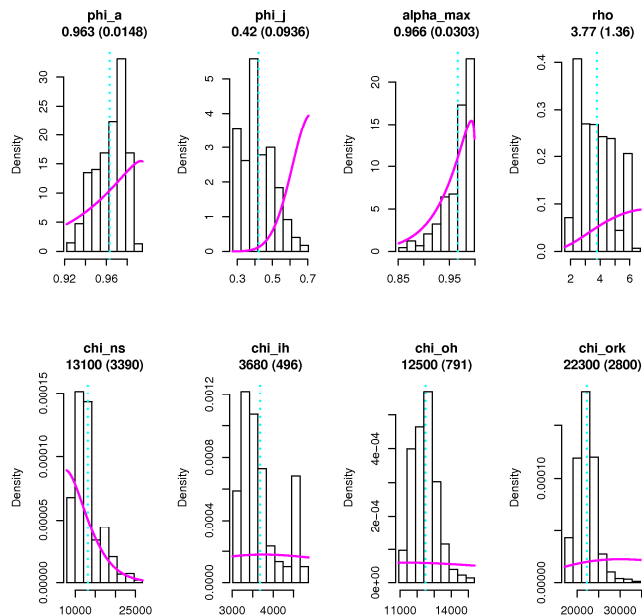 phi_a
0.963 (0.0148)
phi_j
0.42 (0.0936)
alpha_max
0.966 (0.0303)
rho
3.77 (1.36)
Density
0 5 10 15 20 25 30
0.92 0.96
Density
0 1 2 3 4 5
0.3 0.5 0.7
Density
0 5 10 15 20
0.85 0.95
Density
0.0 0.1 0.2 0.3 0.4
2 4 6
chi_ns
13100 (3390)
chi_ih
3680 (496)
chi_oh
12500 (791)
chi_ork
22300 (2800)
Density
0.00000 0.00005 0.00010 0.00015
10000 25000
Density
0.0000 0.0004 0.0008 0.0012
3000 4000
Density
0e+00 2e-04 4e-04
11000 14000
Density
0.00000 0.00010
20000 30000